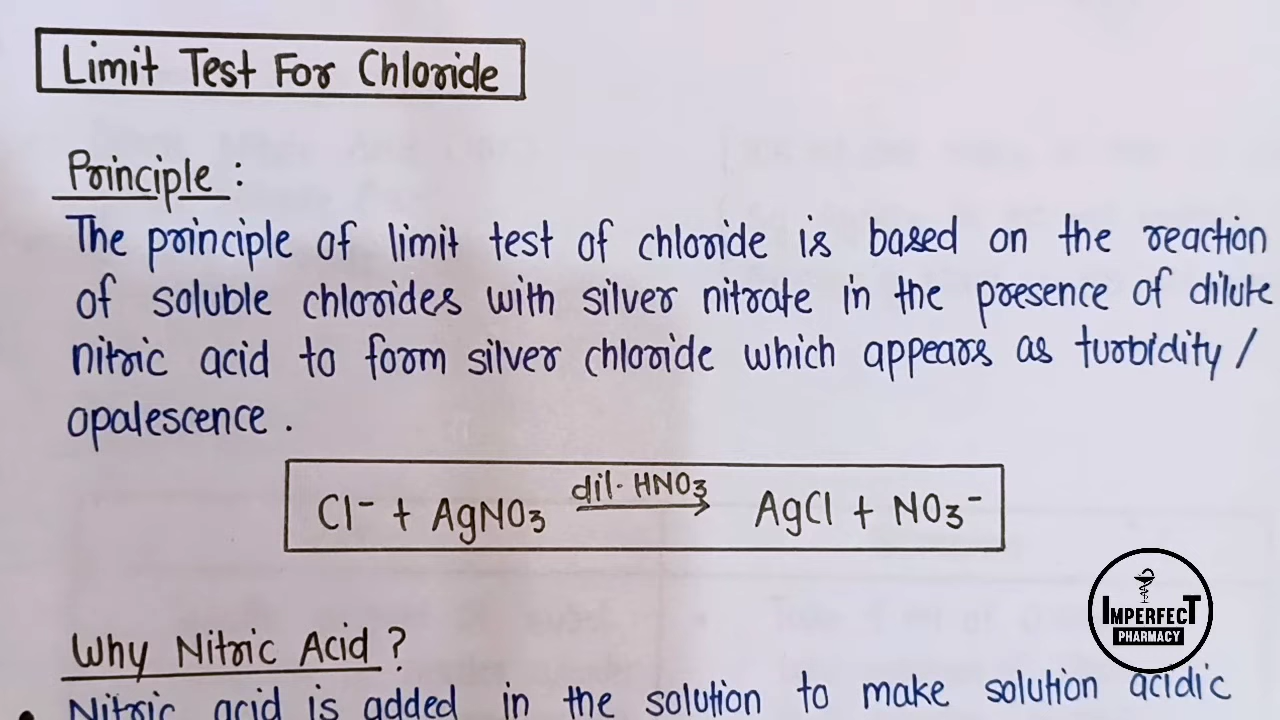 Limit Test For Chloride
Principle :
The principle of limit test of chloride is based on the reaction
of soluble chlorides with silver nitrate in the presence of dilute
nitric acid to form silver chloride which appears as turbidity /
opalescence .
dil. HNO₃
Cl⁻ + AgNO₃ → AgCl + NO₃⁻
IMPERFECT
PHARMACY
Why Nitric Acid ?
• Nitric acid is added in the solution to make solution acidic